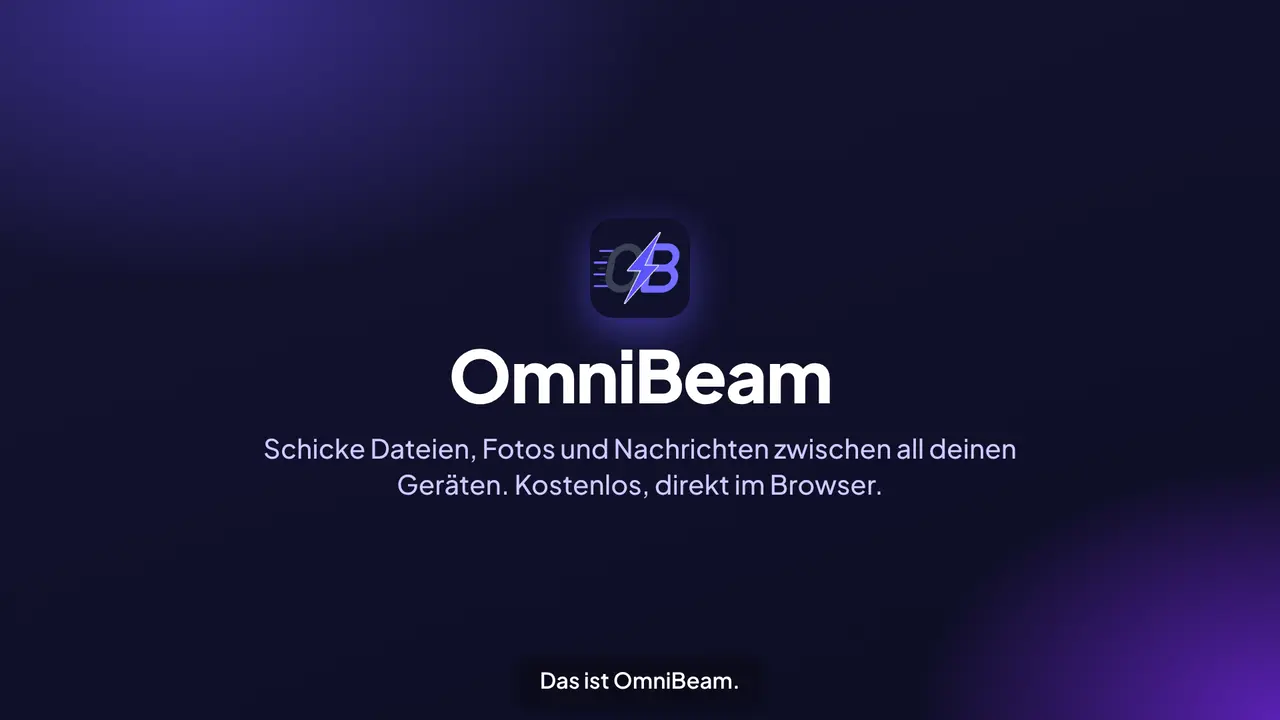 OB
OmniBeam
Schicke Dateien, Fotos und Nachrichten zwischen all deinen
Geräten. Kostenlos, direkt im Browser.
Das ist OmniBeam.